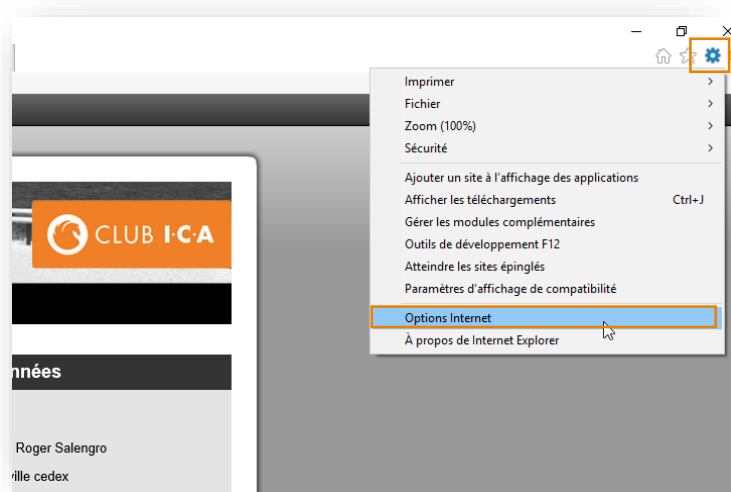 Imprimer
Fichier
Zoom (100%)
Sécurité
Ajouter un site à l'affichage des applications
Afficher les téléchargements Ctrl+J
Gérer les modules complémentaires
Outils de développement F12
Atteindre les sites épinglés
Paramètres d'affichage de compatibilité
Options Internet
À propos de Internet Explorer
CLUB I·C·A
nnées
Roger Salengro
ville cedex